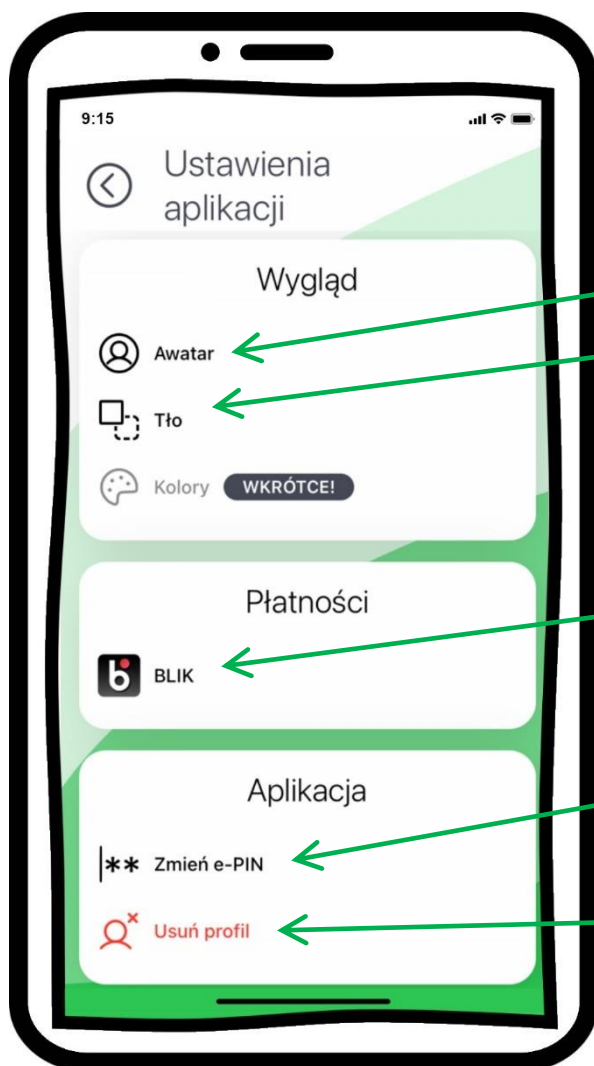 9:15
Ustawienia
aplikacji
Wygląd
Awatar
Tło
Kolory WKRÓTCE!
Płatności
BLIK
Aplikacja
Zmień e-PIN
Usuń profil